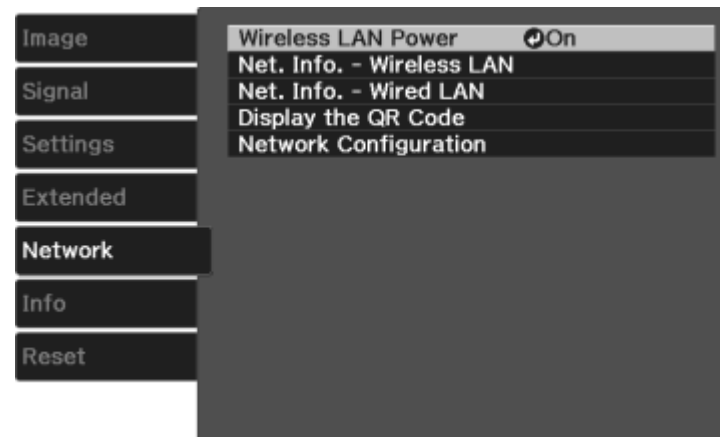 Image
Signal
Settings
Extended
Network
Info
Reset
Wireless LAN Power On
Net. Info. - Wireless LAN
Net. Info. - Wired LAN
Display the QR Code
Network Configuration